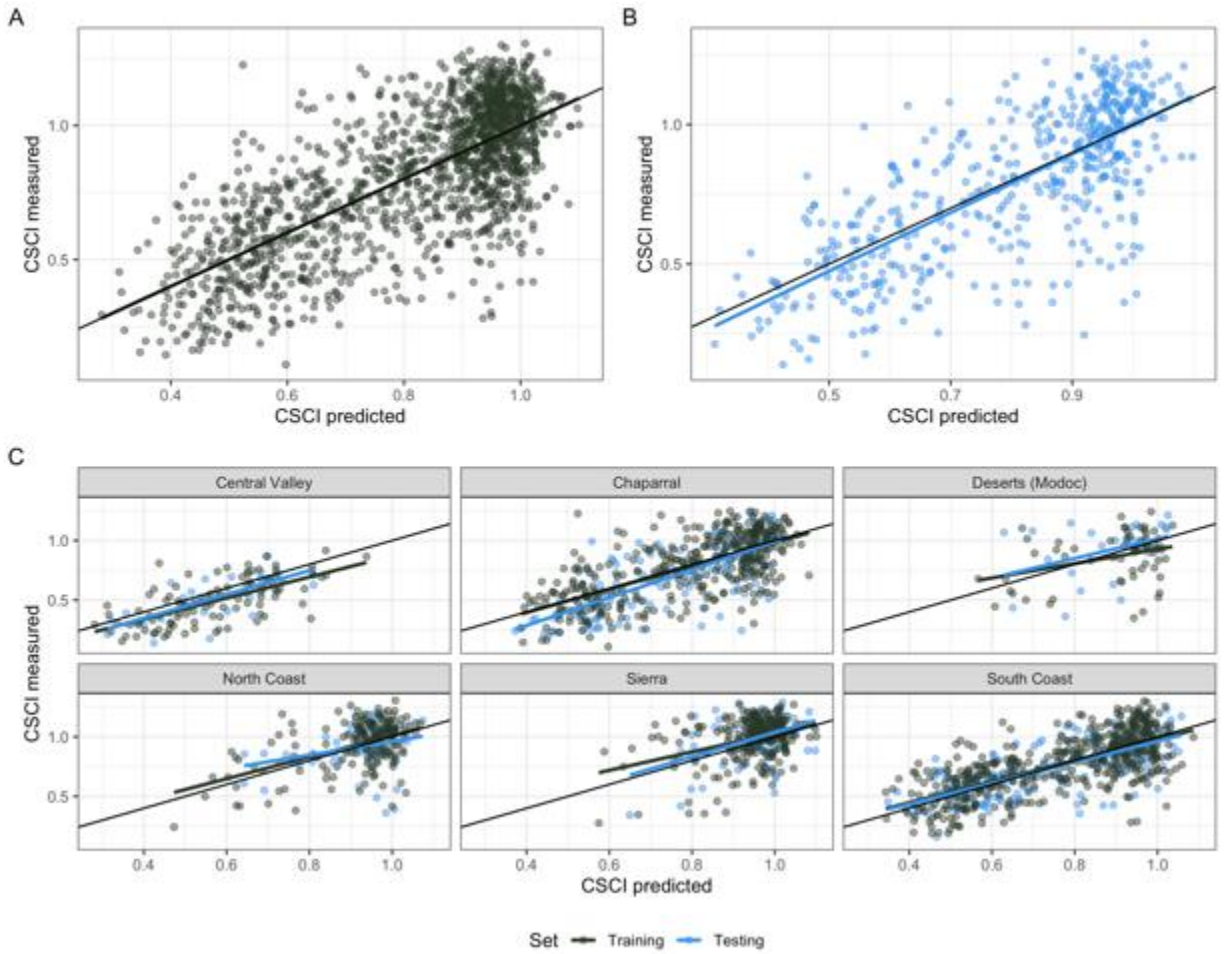 A
B
CSCI measured
1.0
0.5
0.4 0.6 0.8 1.0
CSCI predicted
CSCI measured
1.0
0.5
0.5 0.7 0.9
CSCI predicted
C
Central Valley
Chaparral
Deserts (Modoc)
1.0
0.5
North Coast
Sierra
South Coast
CSCI measured
1.0
0.5
0.4 0.6 0.8 1.0
0.4 0.6 0.8 1.0
0.4 0.6 0.8 1.0
CSCI predicted
Set Training Testing